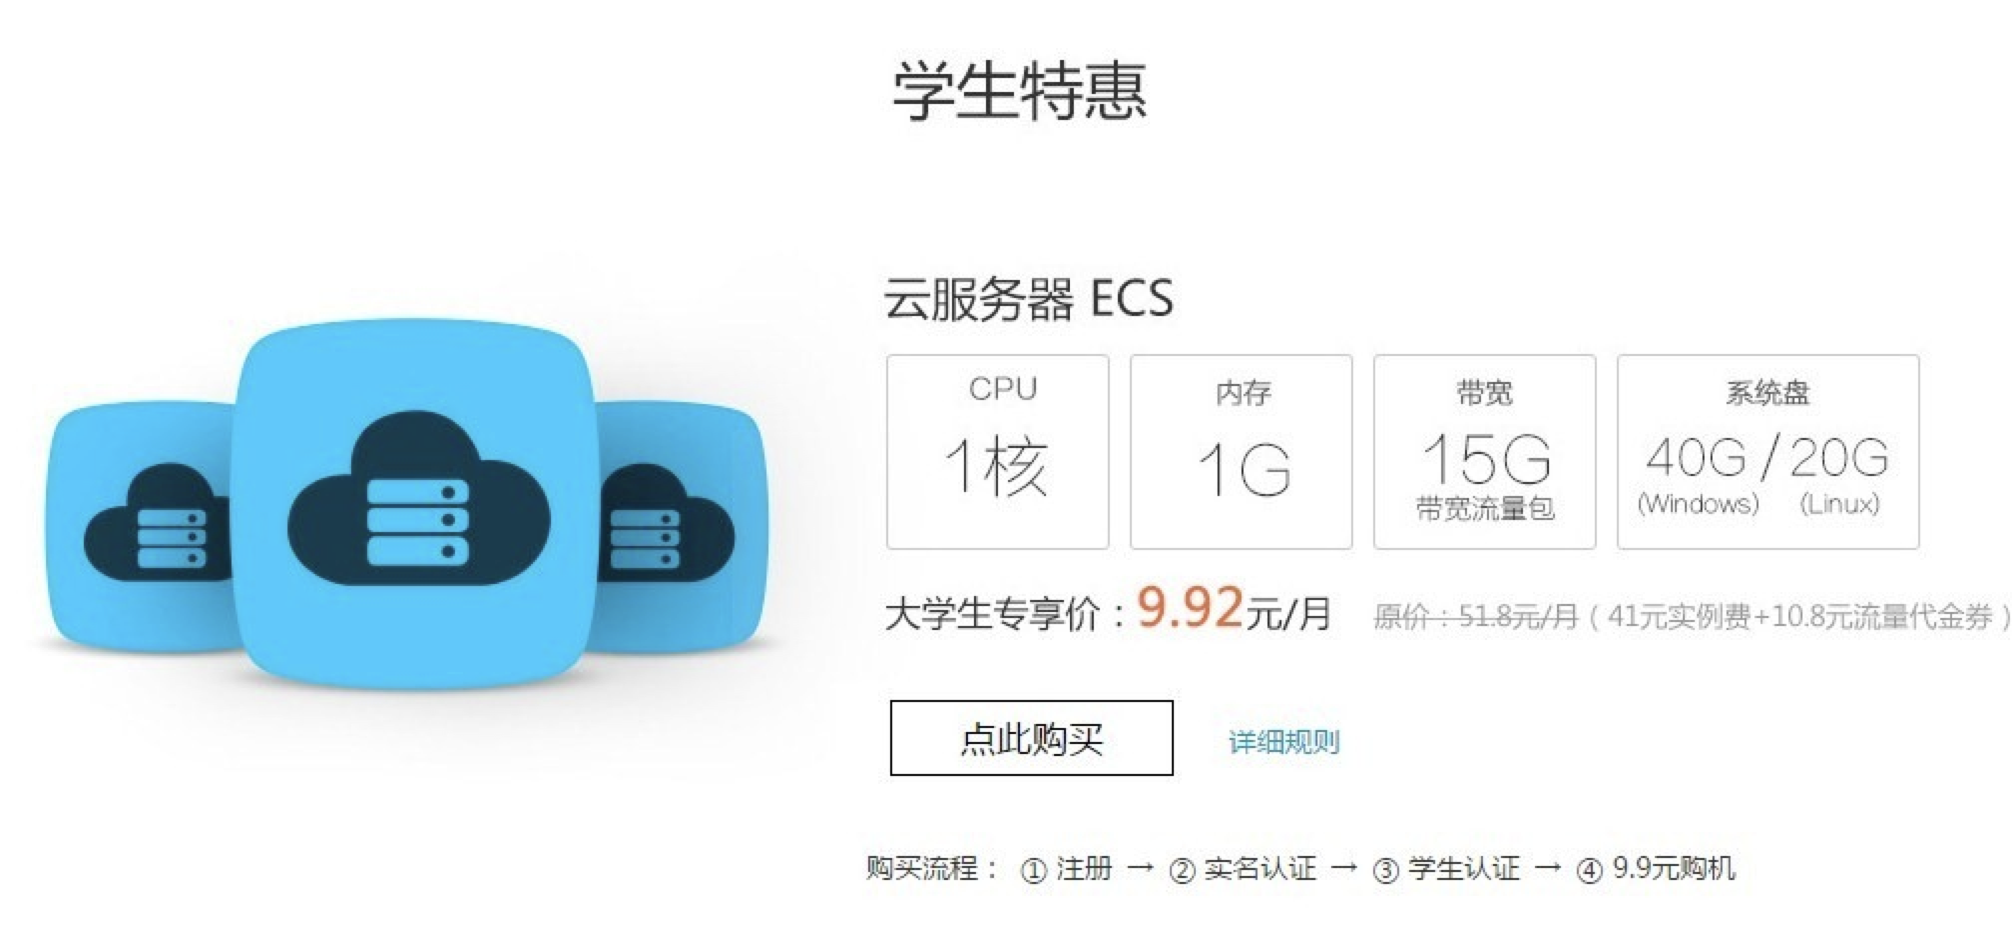 学生特惠
云服务器 ECS
CPU
1核
内存
1G
带宽
15G
带宽流量包
系统盘
40G / 20G
(Windows) (Linux)
大学生专享价：9.92元/月 原价：51.8元/月（41元实例费+10.8元流量代金券）
点此购买 详细规则
购买流程： ① 注册 → ② 实名认证 → ③ 学生认证 → ④ 9.9元购机